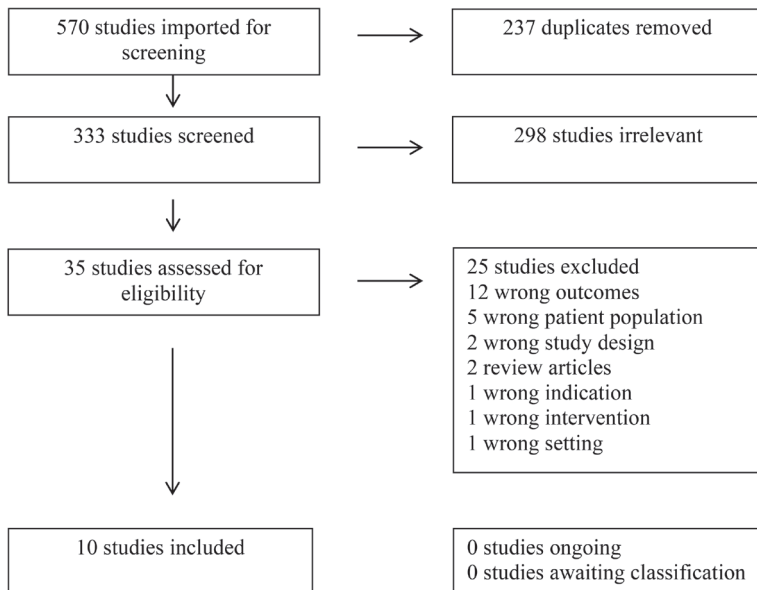 570 studies imported for
screening
237 duplicates removed
333 studies screened
298 studies irrelevant
35 studies assessed for
eligibility
25 studies excluded
12 wrong outcomes
5 wrong patient population
2 wrong study design
2 review articles
1 wrong indication
1 wrong intervention
1 wrong setting
10 studies included
0 studies ongoing
0 studies awaiting classification